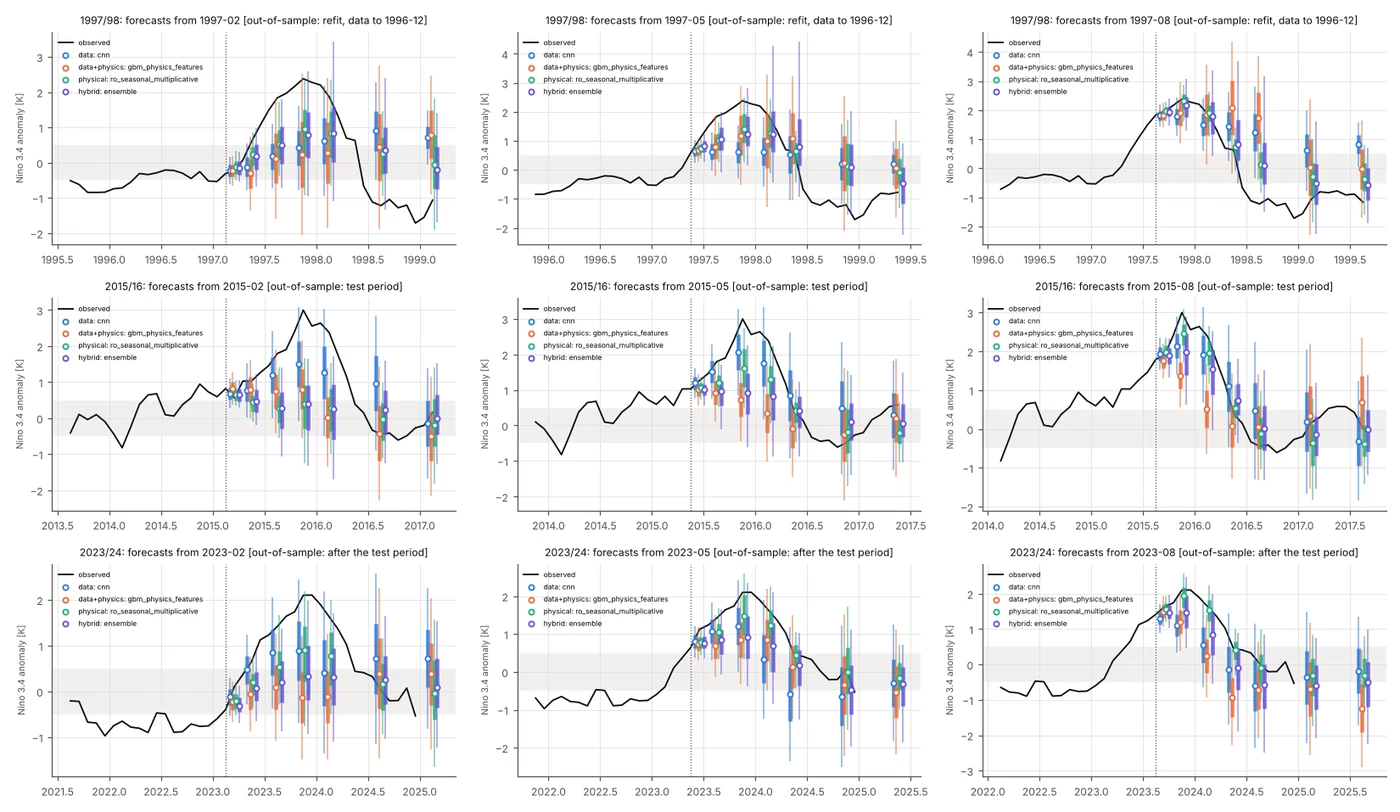 1997/98: forecasts from 1997-02 [out-of-sample: refit, data to 1996-12]
observed
data: cnn
data+physics: gbm_physics_features
physical: ro_seasonal_multiplicative
hybrid: ensemble
Nino 3.4 anomaly [K]
3
2
1
0
−1
−2
1995.5 1996.0 1996.5 1997.0 1997.5 1998.0 1998.5 1999.0
1997/98: forecasts from 1997-05 [out-of-sample: refit, data to 1996-12]
observed
data: cnn
data+physics: gbm_physics_features
physical: ro_seasonal_multiplicative
hybrid: ensemble
Nino 3.4 anomaly [K]
4
3
2
1
0
−1
−2
1996.0 1996.5 1997.0 1997.5 1998.0 1998.5 1999.0 1999.5
1997/98: forecasts from 1997-08 [out-of-sample: refit, data to 1996-12]
observed
data: cnn
data+physics: gbm_physics_features
physical: ro_seasonal_multiplicative
hybrid: ensemble
Nino 3.4 anomaly [K]
4
3
2
1
0
−1
−2
1996.0 1996.5 1997.0 1997.5 1998.0 1998.5 1999.0 1999.5
2015/16: forecasts from 2015-02 [out-of-sample: test period]
observed
data: cnn
data+physics: gbm_physics_features
physical: ro_seasonal_multiplicative
hybrid: ensemble
Nino 3.4 anomaly [K]
3
2
1
0
−1
−2
2013.5 2014.0 2014.5 2015.0 2015.5 2016.0 2016.5 2017.0
2015/16: forecasts from 2015-05 [out-of-sample: test period]
observed
data: cnn
data+physics: gbm_physics_features
physical: ro_seasonal_multiplicative
hybrid: ensemble
Nino 3.4 anomaly [K]
3
2
1
0
−1
−2
2014.0 2014.5 2015.0 2015.5 2016.0 2016.5 2017.0 2017.5
2015/16: forecasts from 2015-08 [out-of-sample: test period]
observed
data: cnn
data+physics: gbm_physics_features
physical: ro_seasonal_multiplicative
hybrid: ensemble
Nino 3.4 anomaly [K]
3
2
1
0
−1
−2
2014.0 2014.5 2015.0 2015.5 2016.0 2016.5 2017.0 2017.5
2023/24: forecasts from 2023-02 [out-of-sample: after the test period]
observed
data: cnn
data+physics: gbm_physics_features
physical: ro_seasonal_multiplicative
hybrid: ensemble
Nino 3.4 anomaly [K]
2
1
0
−1
2021.5 2022.0 2022.5 2023.0 2023.5 2024.0 2024.5 2025.0
2023/24: forecasts from 2023-05 [out-of-sample: after the test period]
observed
data: cnn
data+physics: gbm_physics_features
physical: ro_seasonal_multiplicative
hybrid: ensemble
Nino 3.4 anomaly [K]
2
1
0
−1
−2
2022.0 2022.5 2023.0 2023.5 2024.0 2024.5 2025.0 2025.5
2023/24: forecasts from 2023-08 [out-of-sample: after the test period]
observed
data: cnn
data+physics: gbm_physics_features
physical: ro_seasonal_multiplicative
hybrid: ensemble
Nino 3.4 anomaly [K]
2
1
0
−1
−2
−3
2022.0 2022.5 2023.0 2023.5 2024.0 2024.5 2025.0 2025.5